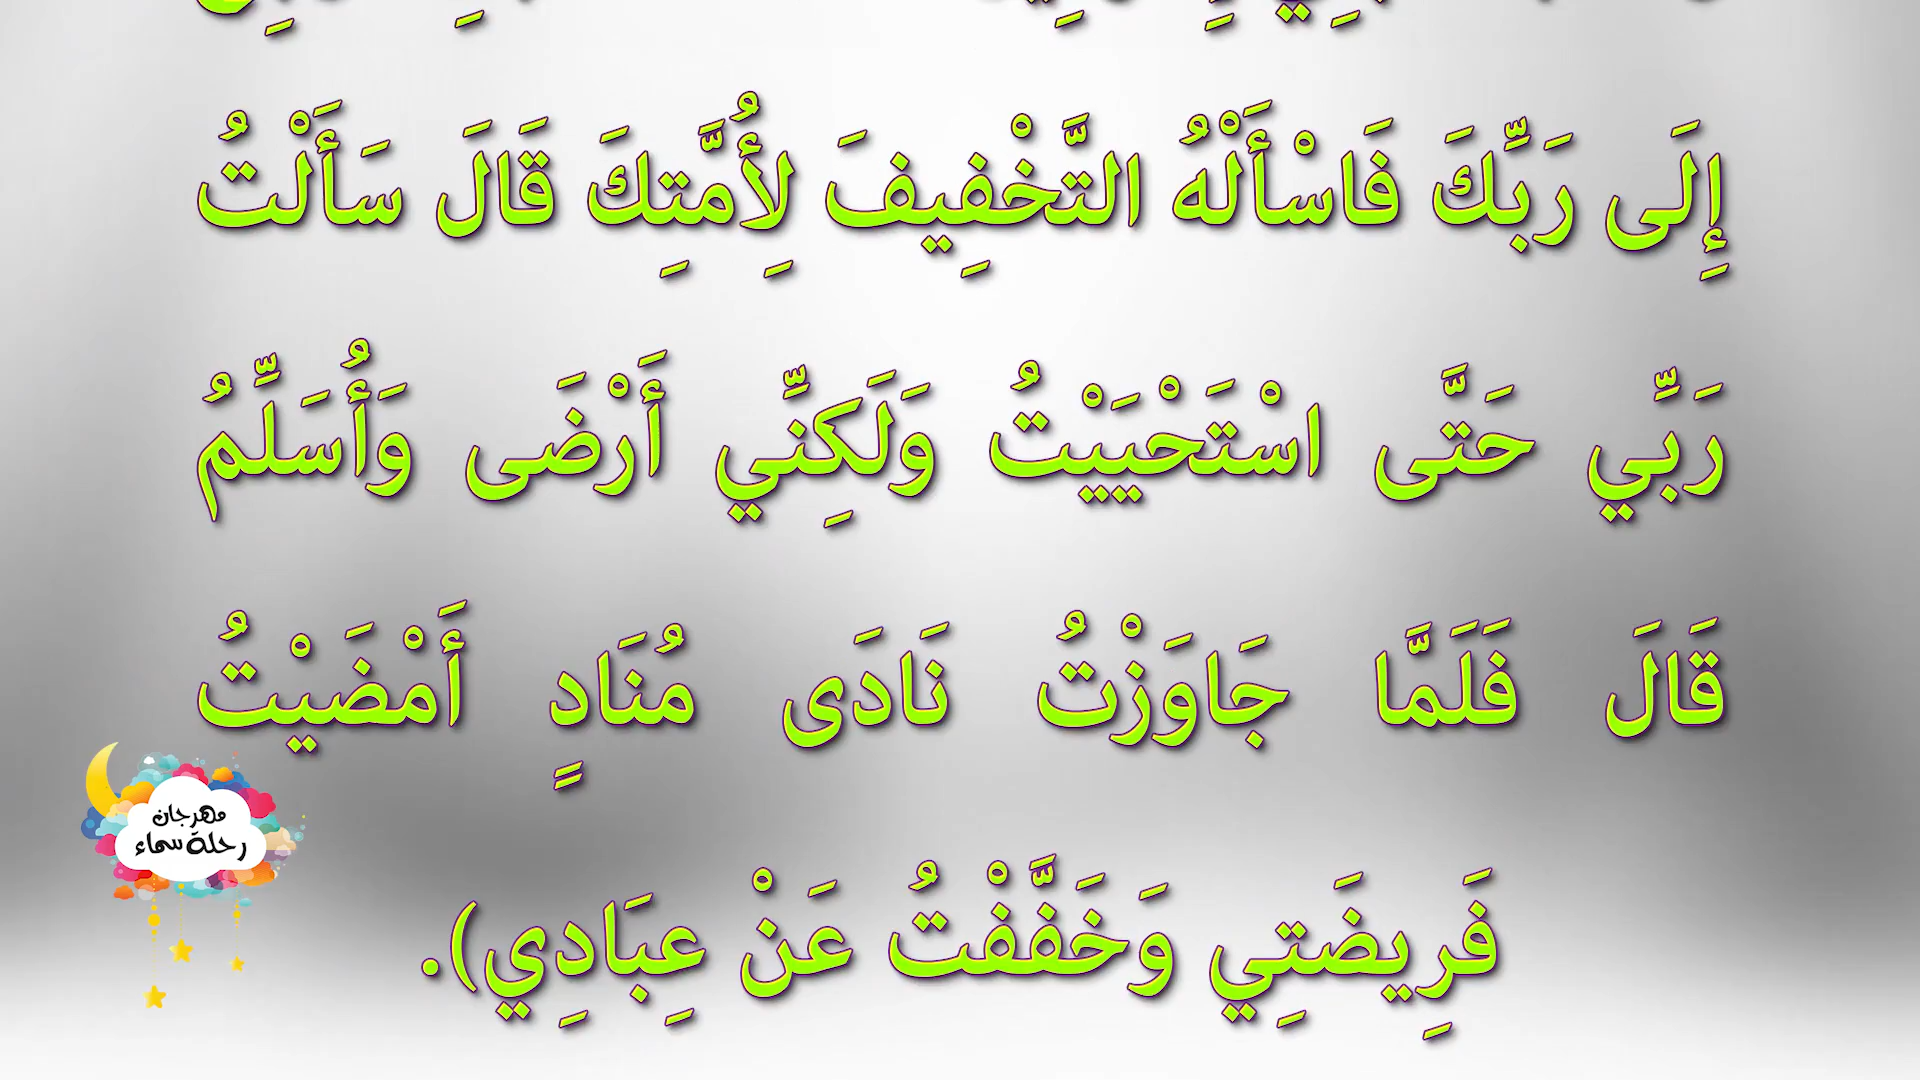 إِلَى رَبِّكَ فَاسْأَلْهُ التَّخْفِيفَ لِأُمَّتِكَ قَالَ سَأَلْتُ
رَبِّي حَتَّى اسْتَحْيَيْتُ وَلَكِنِّي أَرْضَى وَأُسَلِّمُ
قَالَ فَلَمَّا جَاوَزْتُ نَادَى مُنَادٍ أَمْضَيْتُ
فَرِيضَتِي وَخَفَّفْتُ عَنْ عِبَادِي).
مهرجان
رحلة سماء